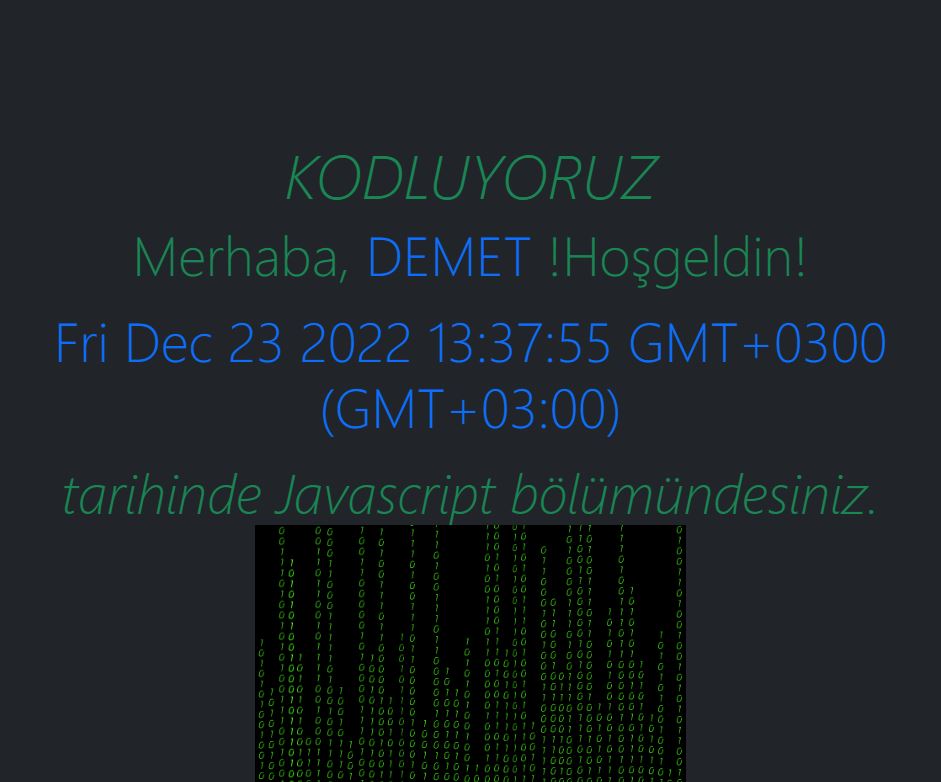 KODLUYORUZ
Merhaba, DEMET !Hoşgeldin!
Fri Dec 23 2022 13:37:55 GMT+0300
(GMT+03:00)
tarihinde Javascript bölümündesiniz.